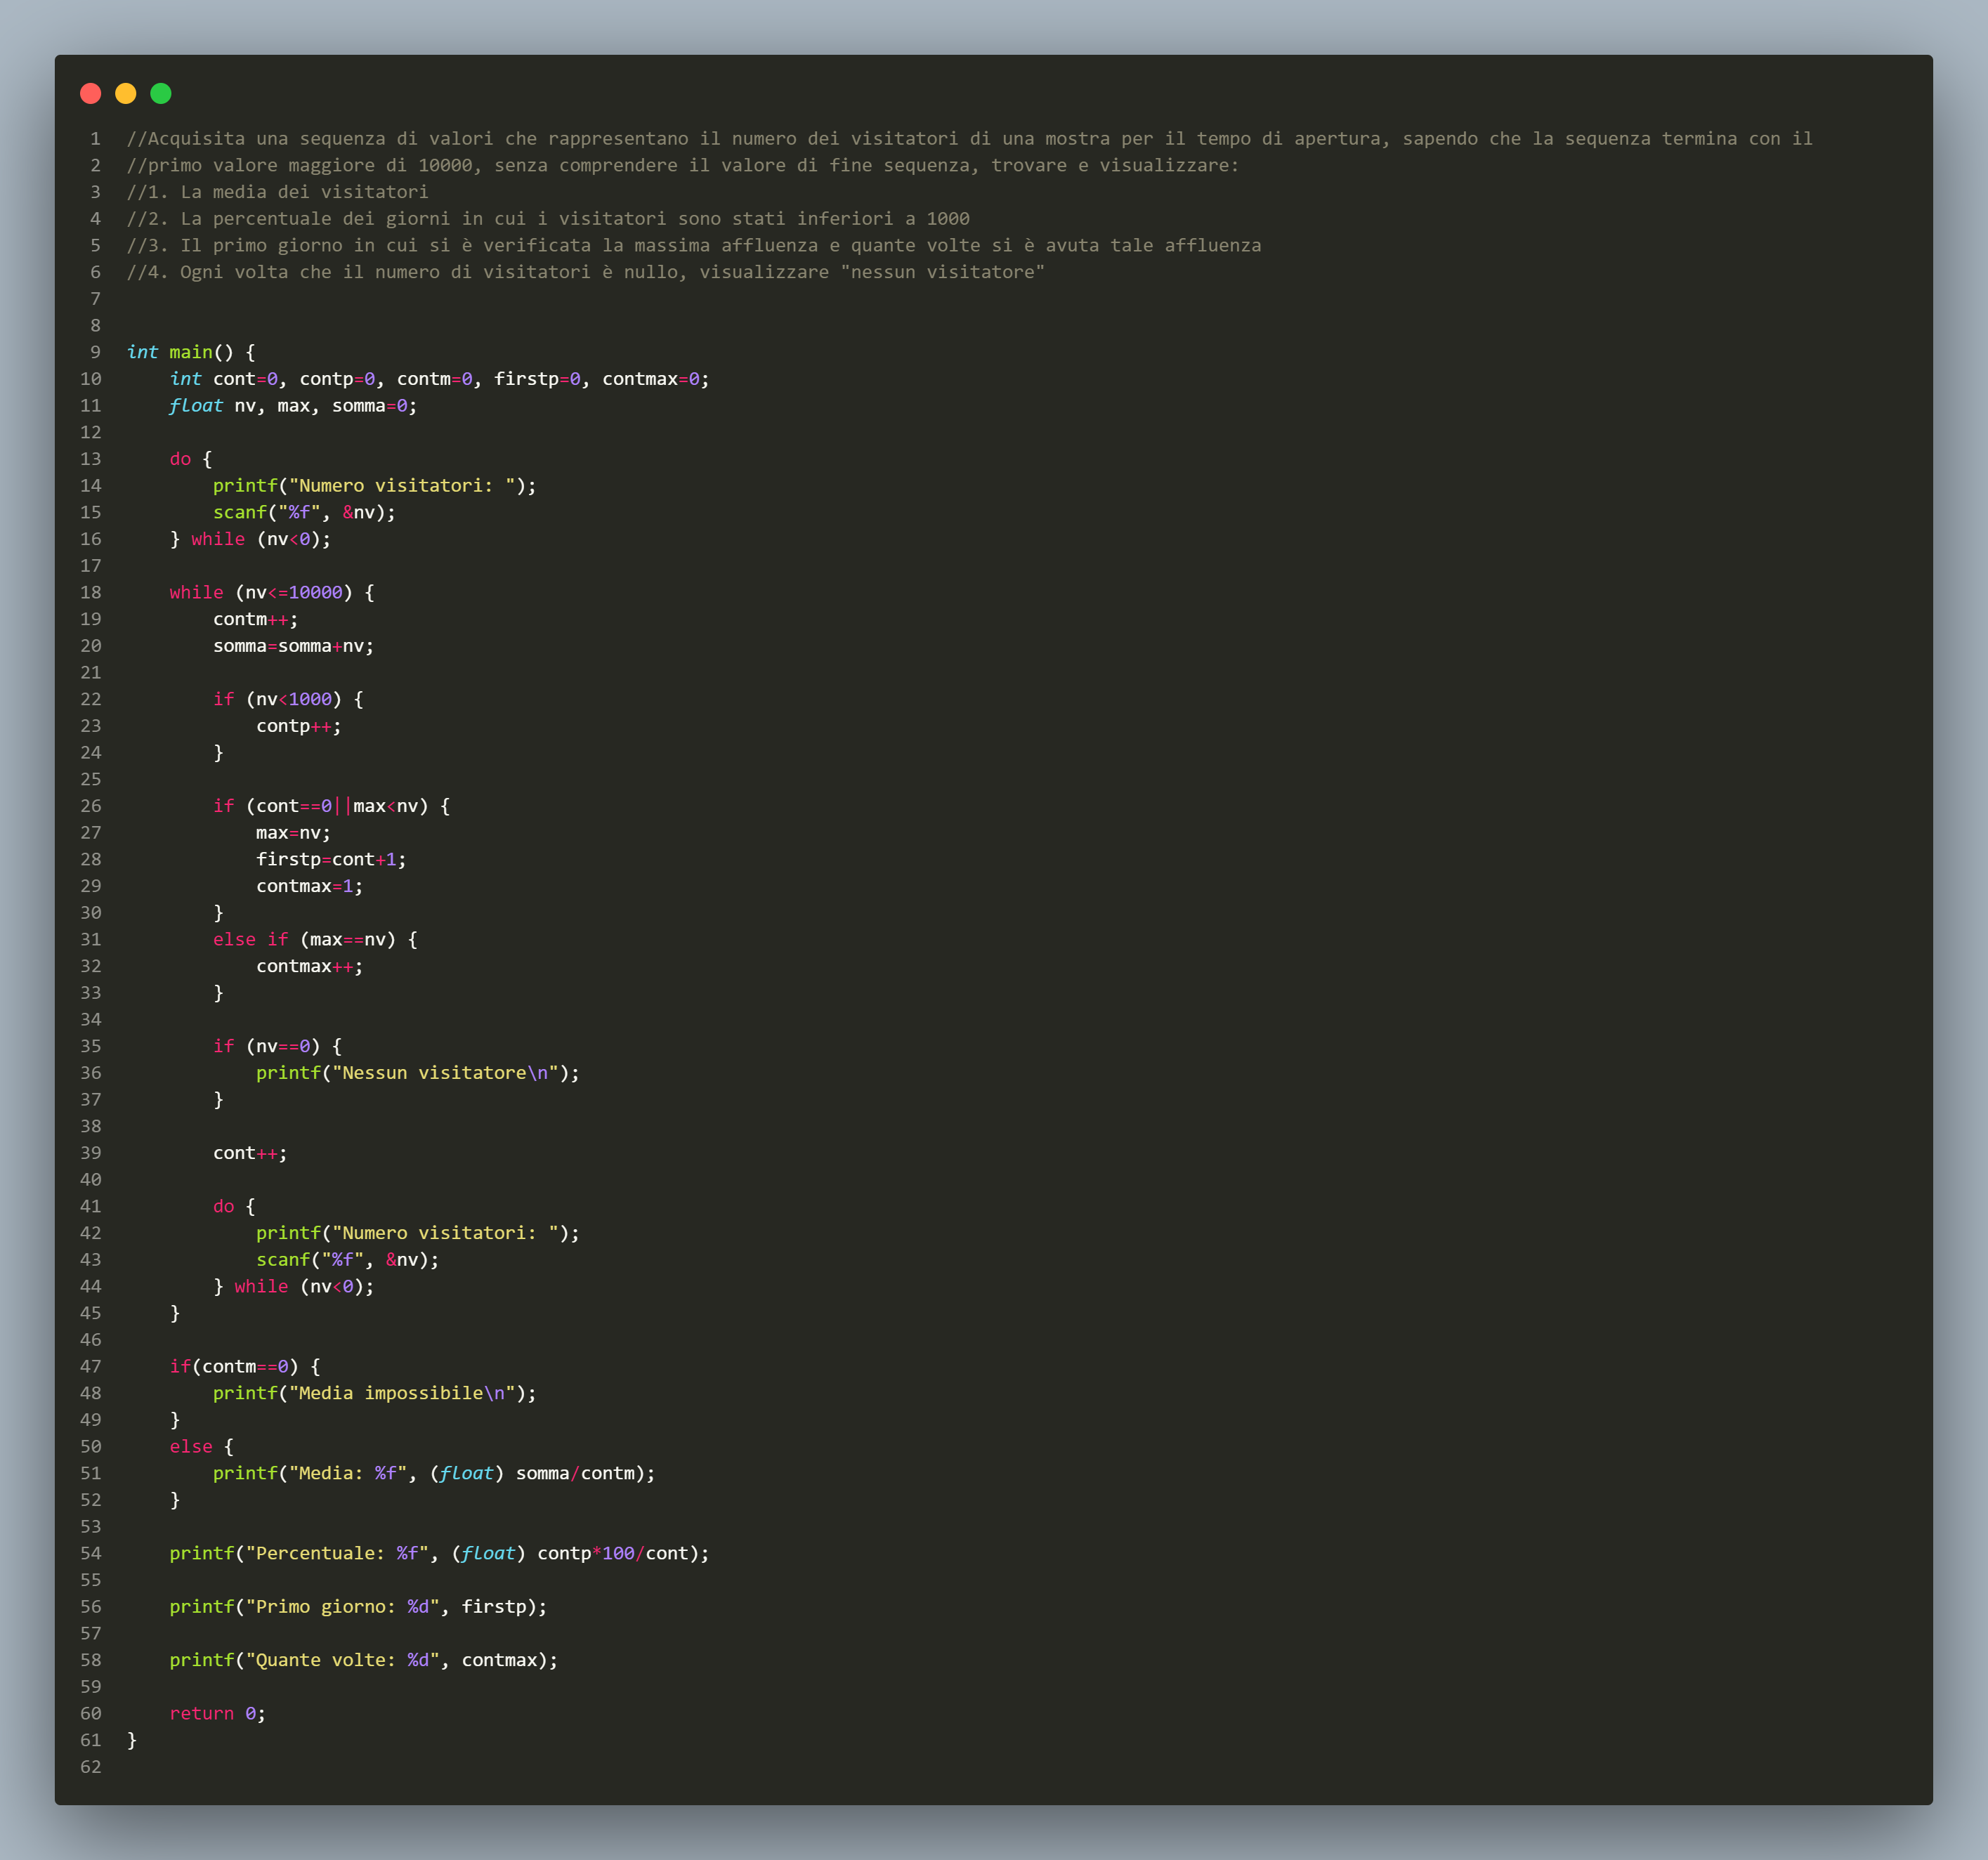 1 //Acquisita una sequenza di valori che rappresentano il numero dei visitatori di una mostra per il tempo di apertura, sapendo che la sequenza termina con il
2 //primo valore maggiore di 10000, senza comprendere il valore di fine sequenza, trovare e visualizzare:
3 //1. La media dei visitatori
4 //2. La percentuale dei giorni in cui i visitatori sono stati inferiori a 1000
5 //3. Il primo giorno in cui si è verificata la massima affluenza e quante volte si è avuta tale affluenza
6 //4. Ogni volta che il numero di visitatori è nullo, visualizzare "nessun visitatore"
7
8
9 int main() {
10     int cont=0, contp=0, contm=0, firstp=0, contmax=0;
11     float nv, max, somma=0;
12
13     do {
14         printf("Numero visitatori: ");
15         scanf("%f", &nv);
16     } while (nv<0);
17
18     while (nv<=10000) {
19         contm++;
20         somma=somma+nv;
21
22         if (nv<1000) {
23             contp++;
24         }
25
26         if (cont==0||max<nv) {
27             max=nv;
28             firstp=cont+1;
29             contmax=1;
30         }
31         else if (max==nv) {
32             contmax++;
33         }
34
35         if (nv==0) {
36             printf("Nessun visitatore\n");
37         }
38
39         cont++;
40
41         do {
42             printf("Numero visitatori: ");
43             scanf("%f", &nv);
44         } while (nv<0);
45     }
46
47     if(contm==0) {
48         printf("Media impossibile\n");
49     }
50     else {
51         printf("Media: %f", (float) somma/contm);
52     }
53
54     printf("Percentuale: %f", (float) contp*100/cont);
55
56     printf("Primo giorno: %d", firstp);
57
58     printf("Quante volte: %d", contmax);
59
60     return 0;
61 }
62